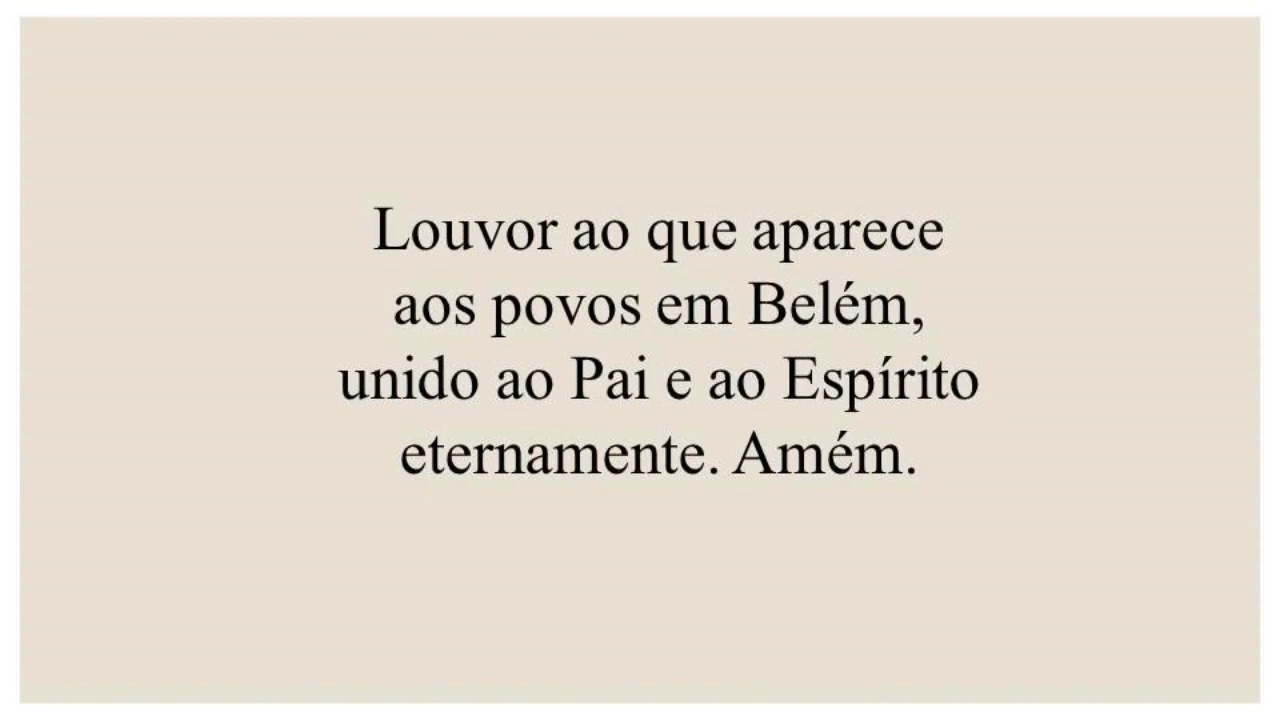 Louvor ao que aparece
aos povos em Belém,
unido ao Pai e ao Espírito
eternamente. Amém.